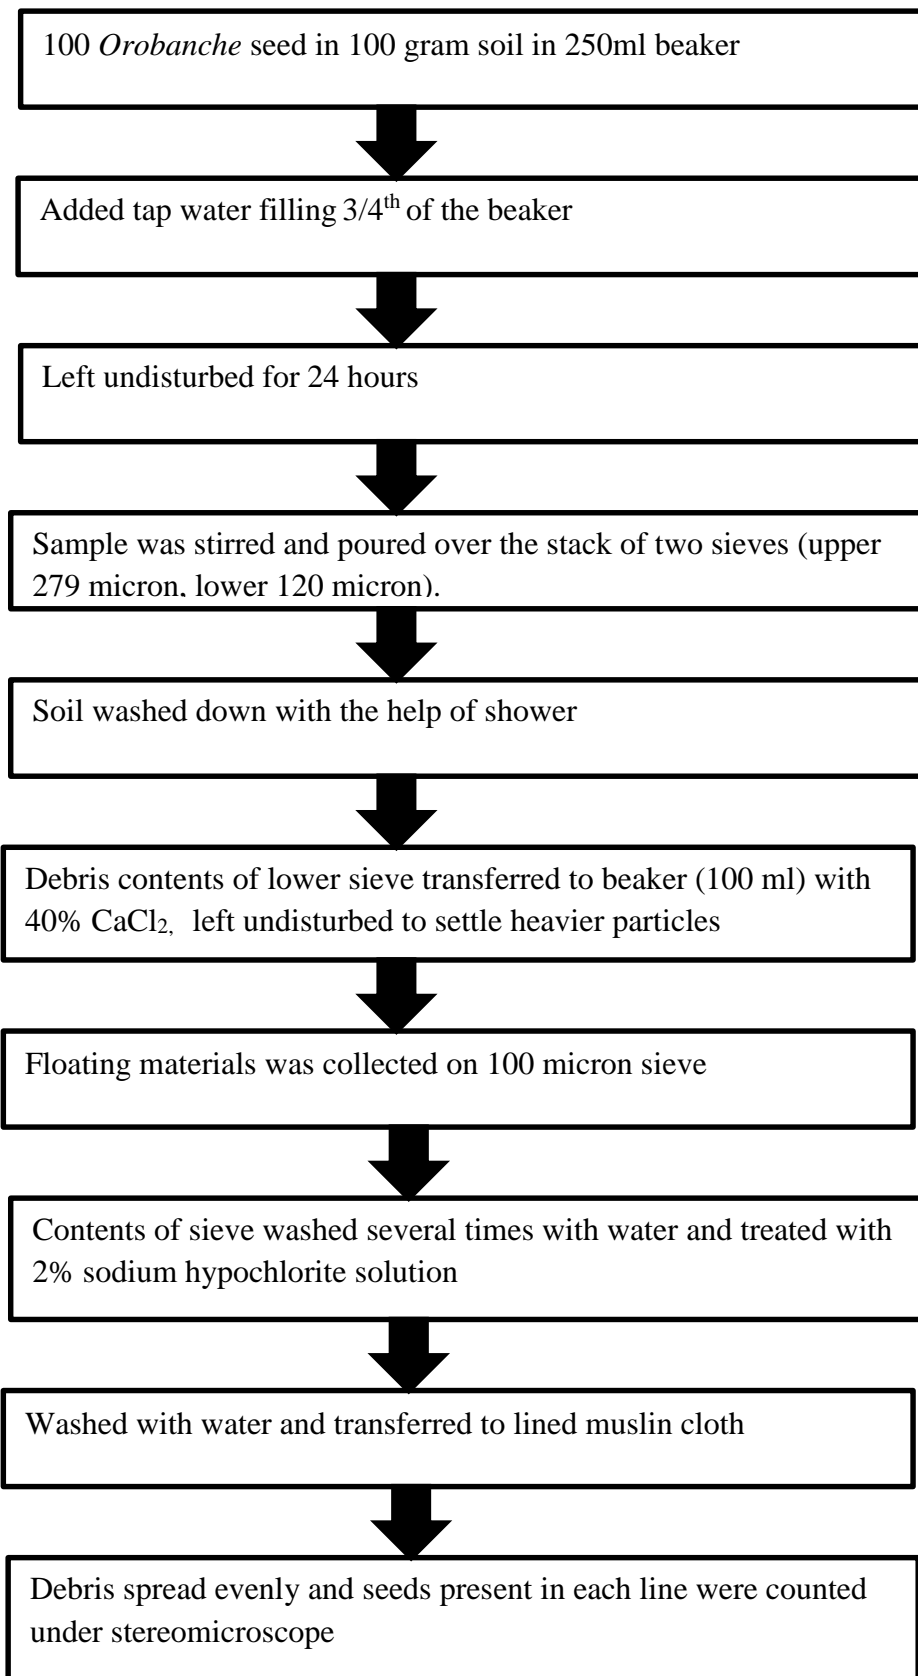 100 Orobanche seed in 100 gram soil in 250ml beaker
Added tap water filling 3/4th of the beaker
Left undisturbed for 24 hours
Sample was stirred and poured over the stack of two sieves (upper
279 micron, lower 120 micron).
Soil washed down with the help of shower
Debris contents of lower sieve transferred to beaker (100 ml) with
40% CaCl2, left undisturbed to settle heavier particles
Floating materials was collected on 100 micron sieve
Contents of sieve washed several times with water and treated with
2% sodium hypochlorite solution
Washed with water and transferred to lined muslin cloth
Debris spread evenly and seeds present in each line were counted
under stereomicroscope